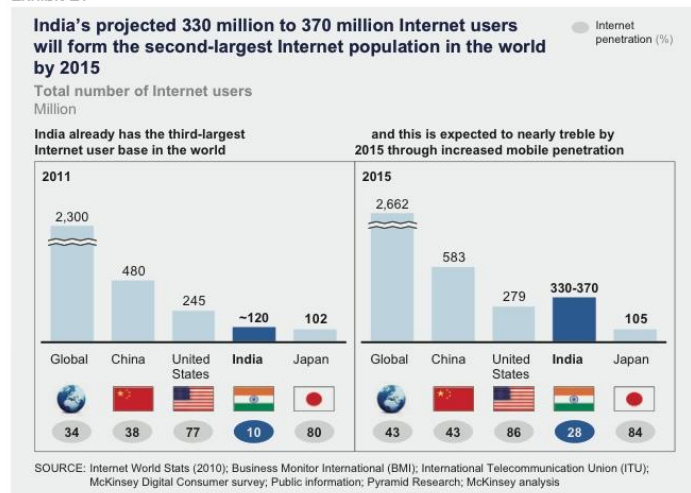 India's projected 330 million to 370 million Internet users
will form the second-largest Internet population in the world
by 2015
Internet
penetration (%)
Total number of Internet users
Million
India already has the third-largest
Internet user base in the world
and this is expected to nearly treble by
2015 through increased mobile penetration
2011
2,300
480
245
~120
102
Global China United States India Japan
34 38 77 10 80
2015
2,662
583
279
330-370
105
Global China United States India Japan
43 43 86 28 84
SOURCE: Internet World Stats (2010); Business Monitor International (BMI); International Telecommunication Union (ITU);
McKinsey Digital Consumer survey; Public information; Pyramid Research; McKinsey analysis